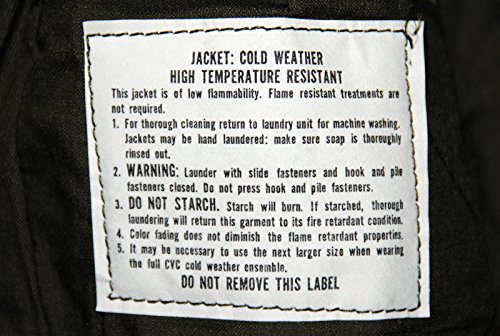 JACKET: COLD WEATHER
HIGH TEMPERATURE RESISTANT
This jacket is of low flammability. Flame resistant treatments are
not required.
1. For thorough cleaning return to laundry unit for machine washing.
Jackets may be hand laundered; make sure soap is thoroughly
rinsed out.
2. WARNING: Launder with slide fasteners and hook and pile
fasteners closed. Do not press hook and pile fasteners.
3. DO NOT STARCH. Starch will burn. If starched, thorough
laundering will return this garment to its fire retardant condition.
4. Color fading does not diminish the flame retardant properties.
5. It may be necessary to use the next larger size when wearing
the full CVC cold weather ensemble.
DO NOT REMOVE THIS LABEL